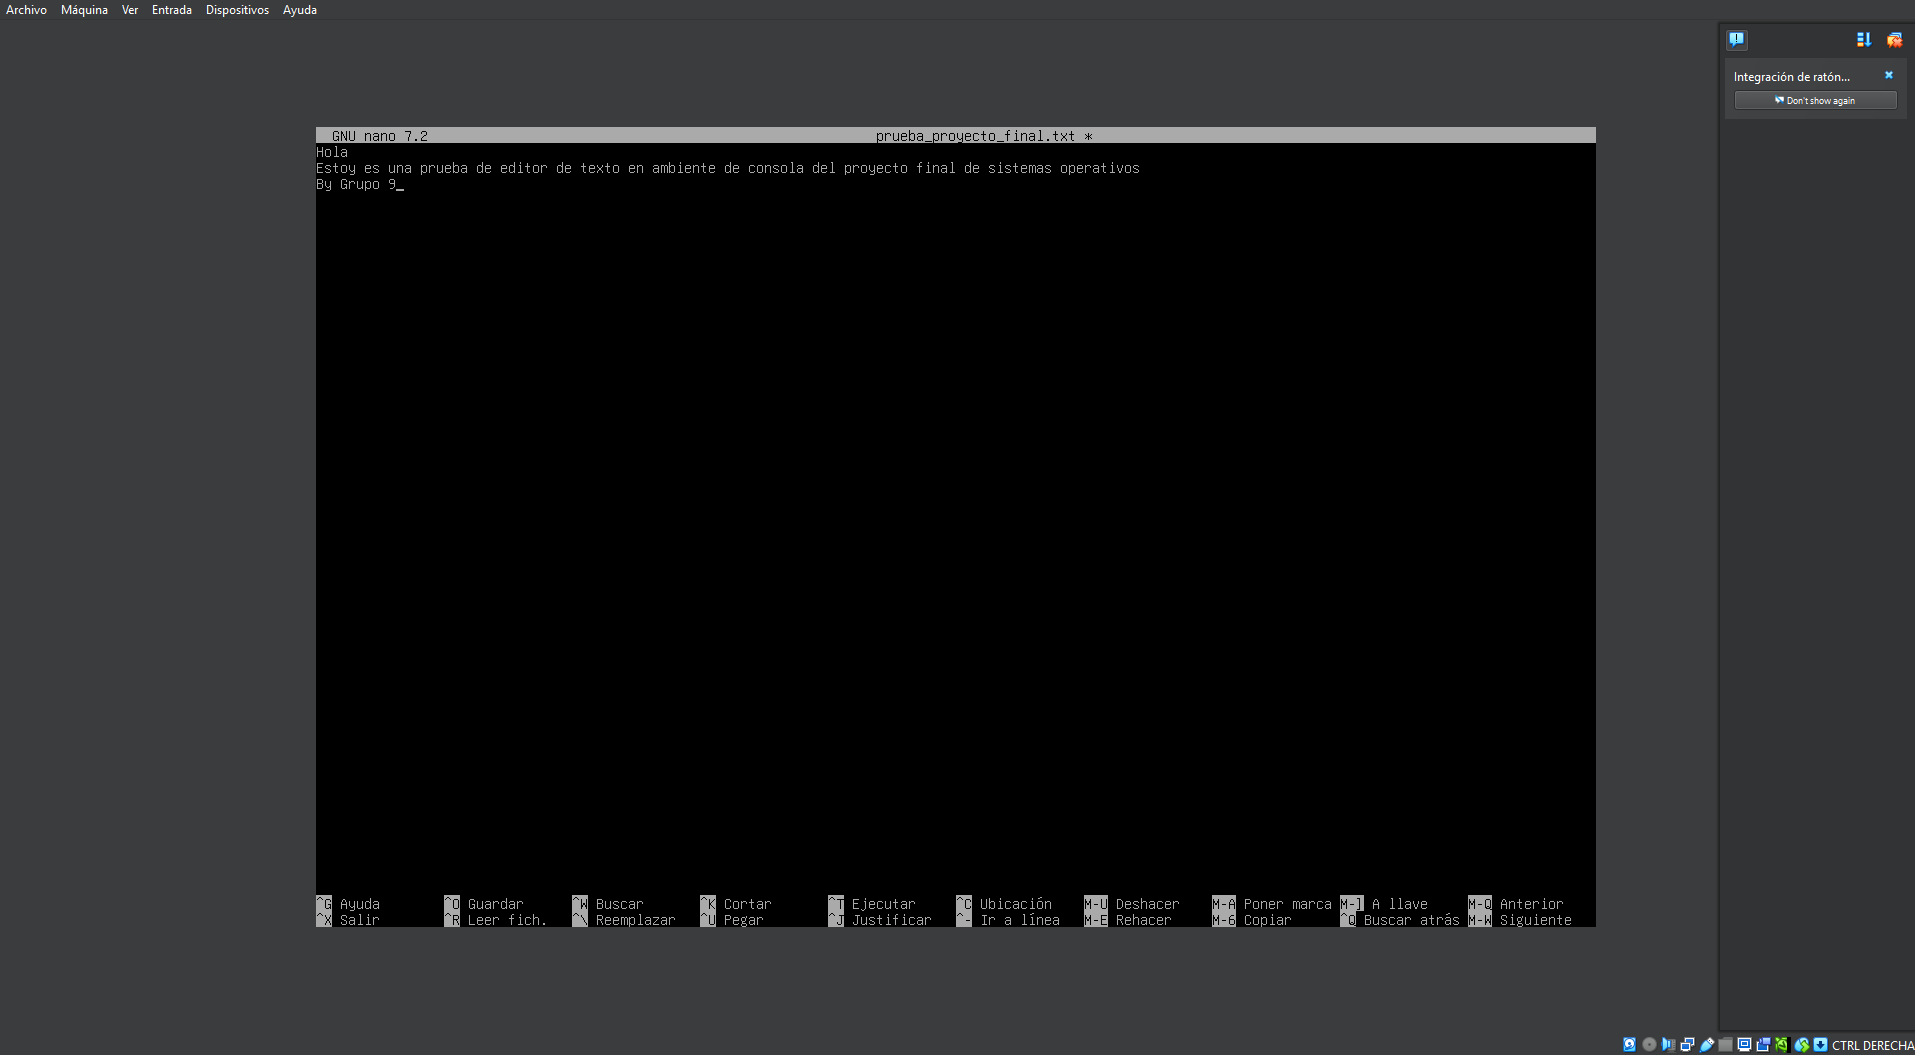 Archivo Máquina Ver Entrada Dispositivos Ayuda
Integración de ratón...
Don't show again
GNU nano 7.2 prueba_proyecto_final.txt *
Hola
Estoy es una prueba de editor de texto en ambiente de consola del proyecto final de sistemas operativos
By Grupo 9_
^G Ayuda ^O Guardar ^W Buscar ^K Cortar ^T Ejecutar ^C Ubicación M-U Deshacer M-A Poner marca M-] A llave M-Q Anterior
^X Salir ^R Leer fich. ^\ Reemplazar ^U Pegar ^J Justificar ^- Ir a línea M-E Rehacer M-6 Copiar ^Q Buscar atrás M-W Siguiente
CTRL DERECHA